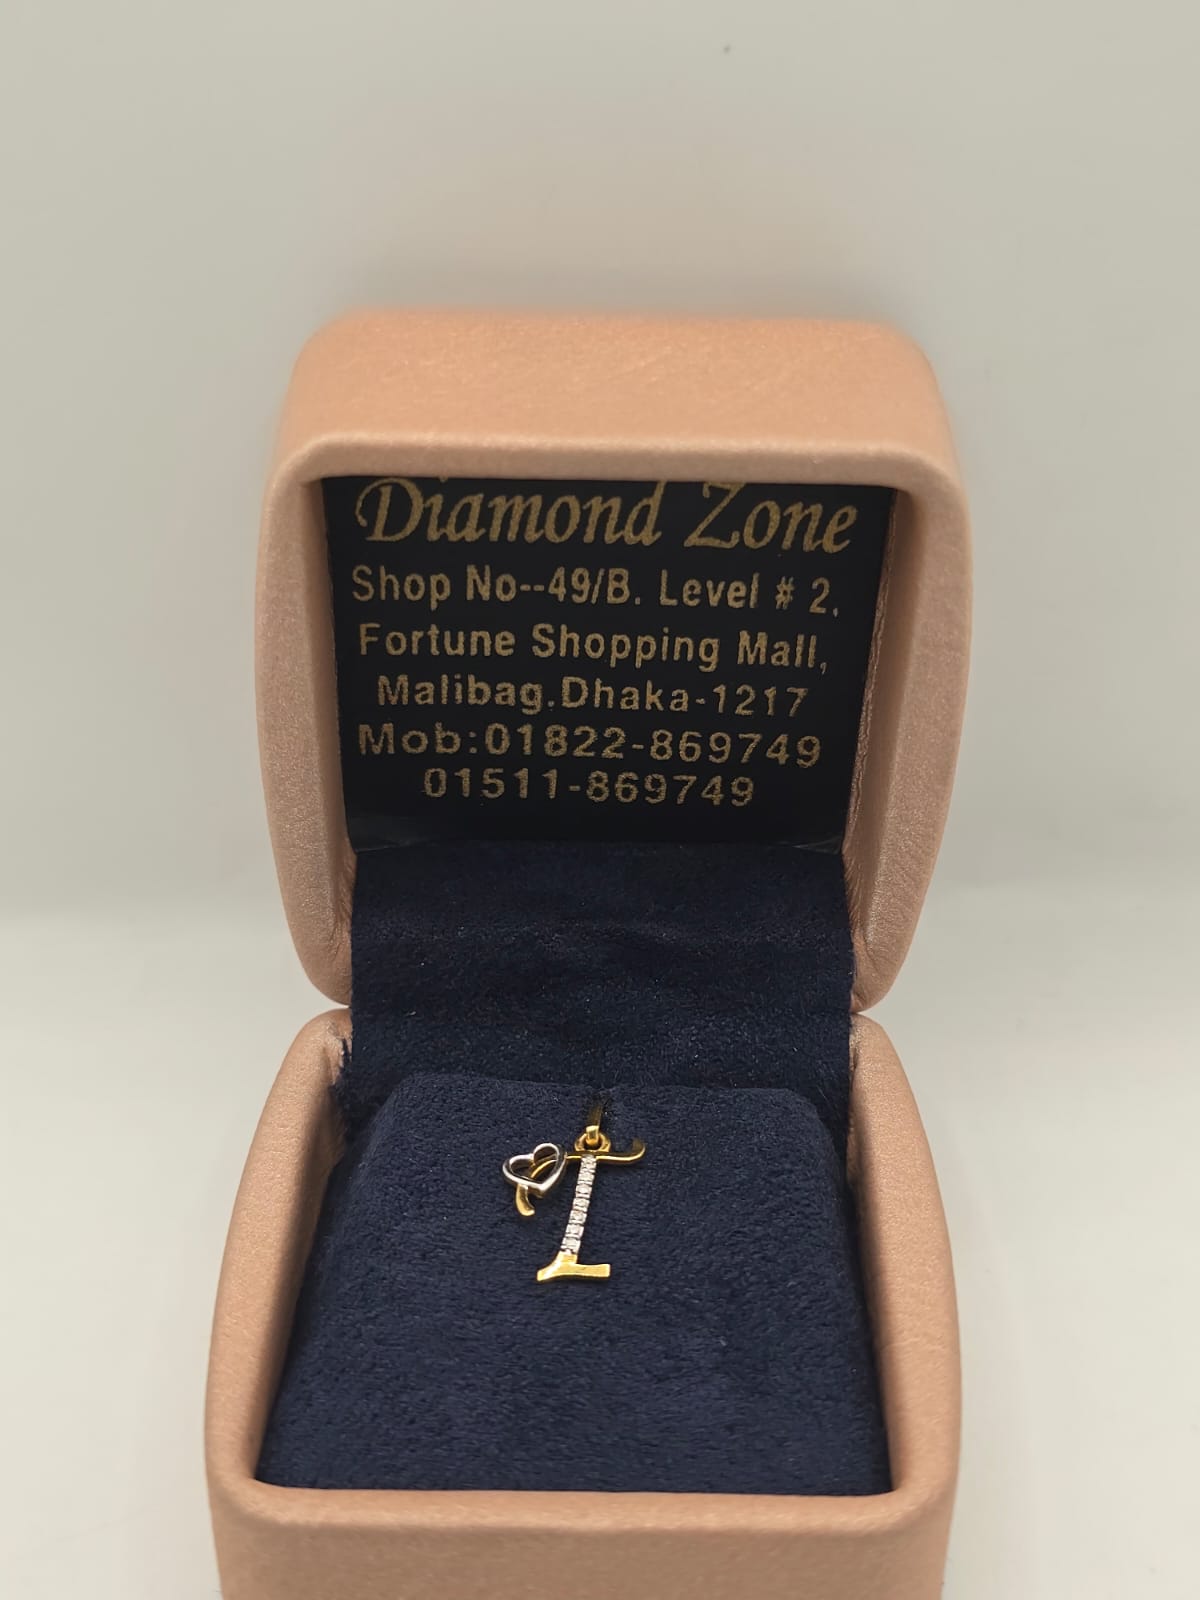 Diamond Zone
Shop No--49/B. Level # 2.
Fortune Shopping Mall,
Malibag.Dhaka-1217
Mob:01822-869749
01511-869749